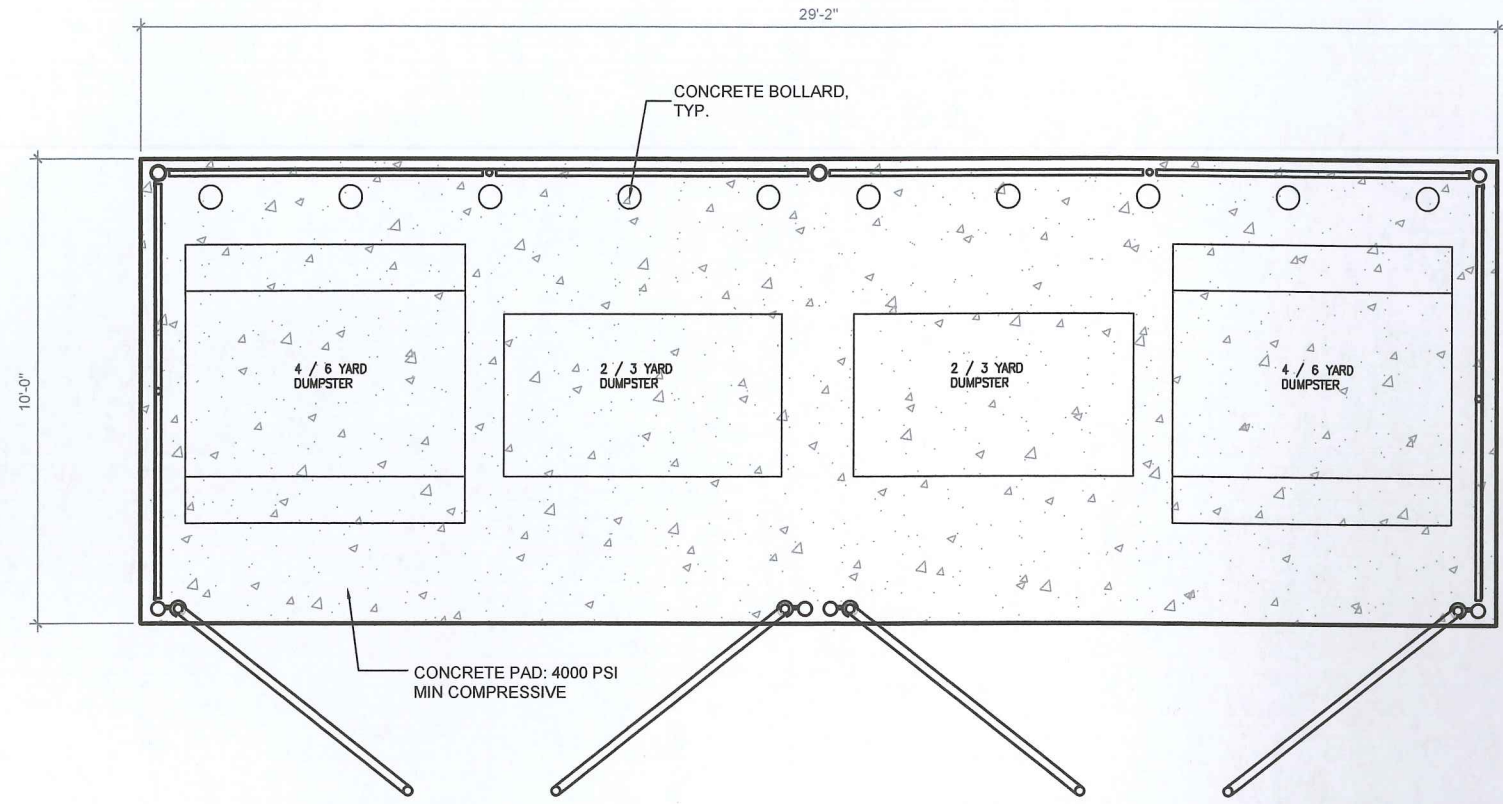 29'-2"
CONCRETE BOLLARD,
TYP.
10'-0"
4 / 6 YARD
DUMPSTER
2 / 3 YARD
DUMPSTER
2 / 3 YARD
DUMPSTER
4 / 6 YARD
DUMPSTER
CONCRETE PAD: 4000 PSI
MIN COMPRESSIVE